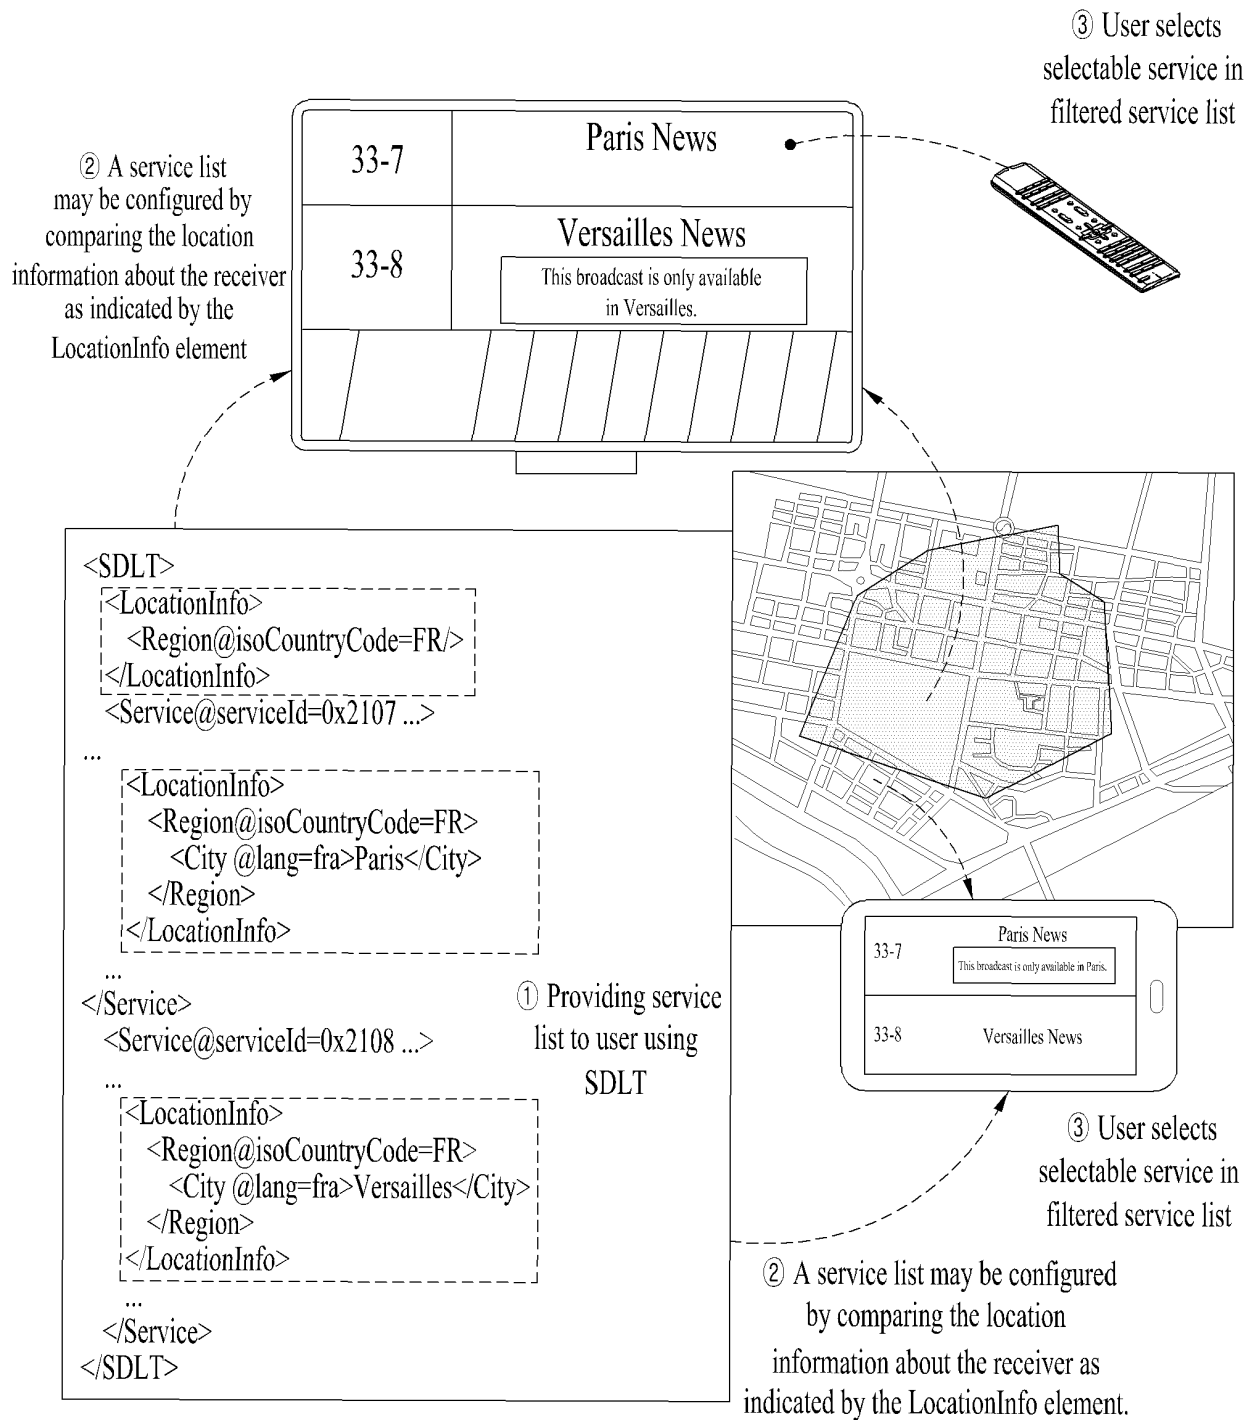 ③ User selects
selectable service in
filtered service list
② A service list
may be configured by
comparing the location
information about the receiver
as indicated by the
LocationInfo element
33-7
Paris News
33-8
Versailles News
This broadcast is only available
in Versailles.
<SDLT>
<LocationInfo>
<Region@isoCountryCode=FR/>
</LocationInfo>
<Service@serviceId=0x2107 ...>
...
<LocationInfo>
<Region@isoCountryCode=FR>
<City @lang=fra>Paris</City>
</Region>
</LocationInfo>
...
</Service>
<Service@serviceId=0x2108 ...>
...
<LocationInfo>
<Region@isoCountryCode=FR>
<City @lang=fra>Versailles</City>
</Region>
</LocationInfo>
...
</Service>
</SDLT>
① Providing service
list to user using
SDLT
33-7
Paris News
This broadcast is only available in Paris.
33-8
Versailles News
③ User selects
selectable service in
filtered service list
② A service list may be configured
by comparing the location
information about the receiver as
indicated by the LocationInfo element.